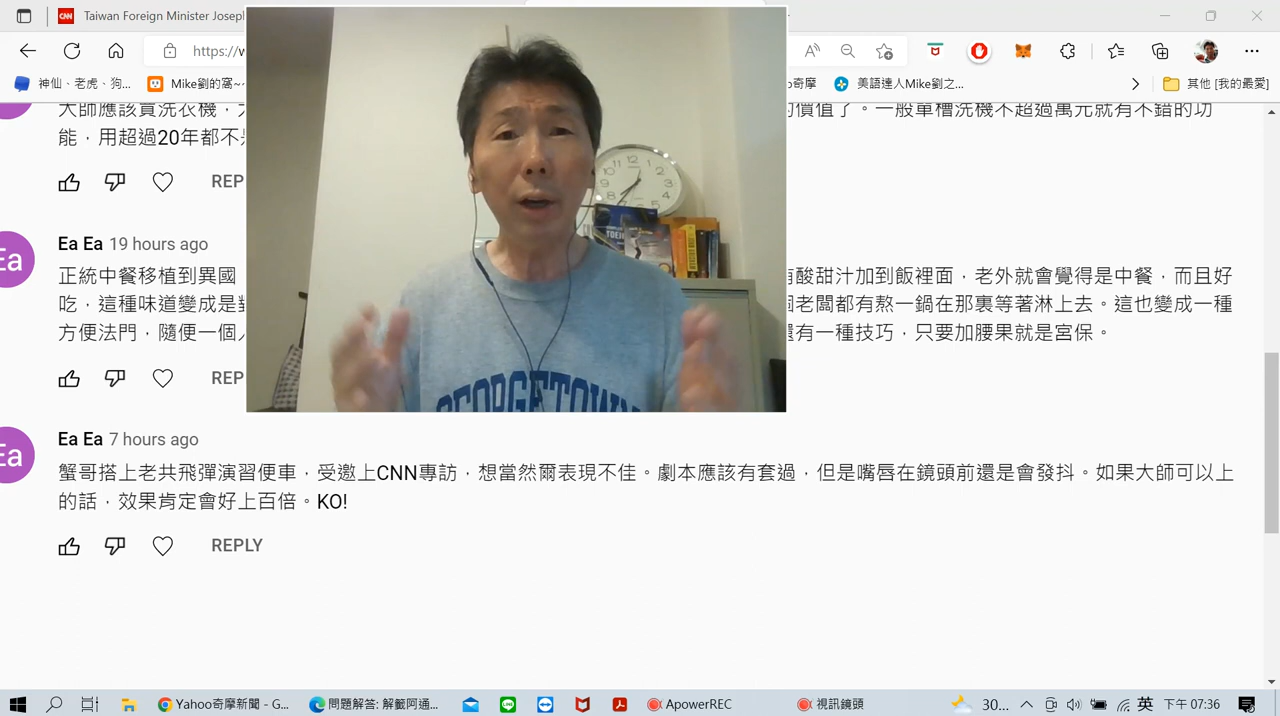 Taiwan Foreign Minister Joseph
https://w
神仙、老虎、狗...
Mike劉的窩~~
o奇摩
美語達人Mike劉之...
其他 [我的最愛]
大師應該買洗衣機，
的價值了。一般單槽洗機不超過萬元就有不錯的功
能，用超過20年都不是
REP
Ea Ea 19 hours ago
正統中餐移植到異國
有酸甜汁加到飯裡面，老外就會覺得是中餐，而且好
吃，這種味道變成是對
個老闆都有熬一鍋在那裏等著淋上去。這也變成一種
方便法門，隨便一個人
還有一種技巧，只要加腰果就是宮保。
REP
GEORGETOWN
Ea
Ea Ea 7 hours ago
蟹哥搭上老共飛彈演習便車，受邀上CNN專訪，想當然爾表現不佳。劇本應該有套過，但是嘴唇在鏡頭前還是會發抖。如果大師可以上
的話，效果肯定會好上百倍。KO!
REPLY
Yahoo奇摩新聞 - G...
問題解答: 解籤阿通...
ApowerREC
視訊鏡頭
30...
英
下午 07:36